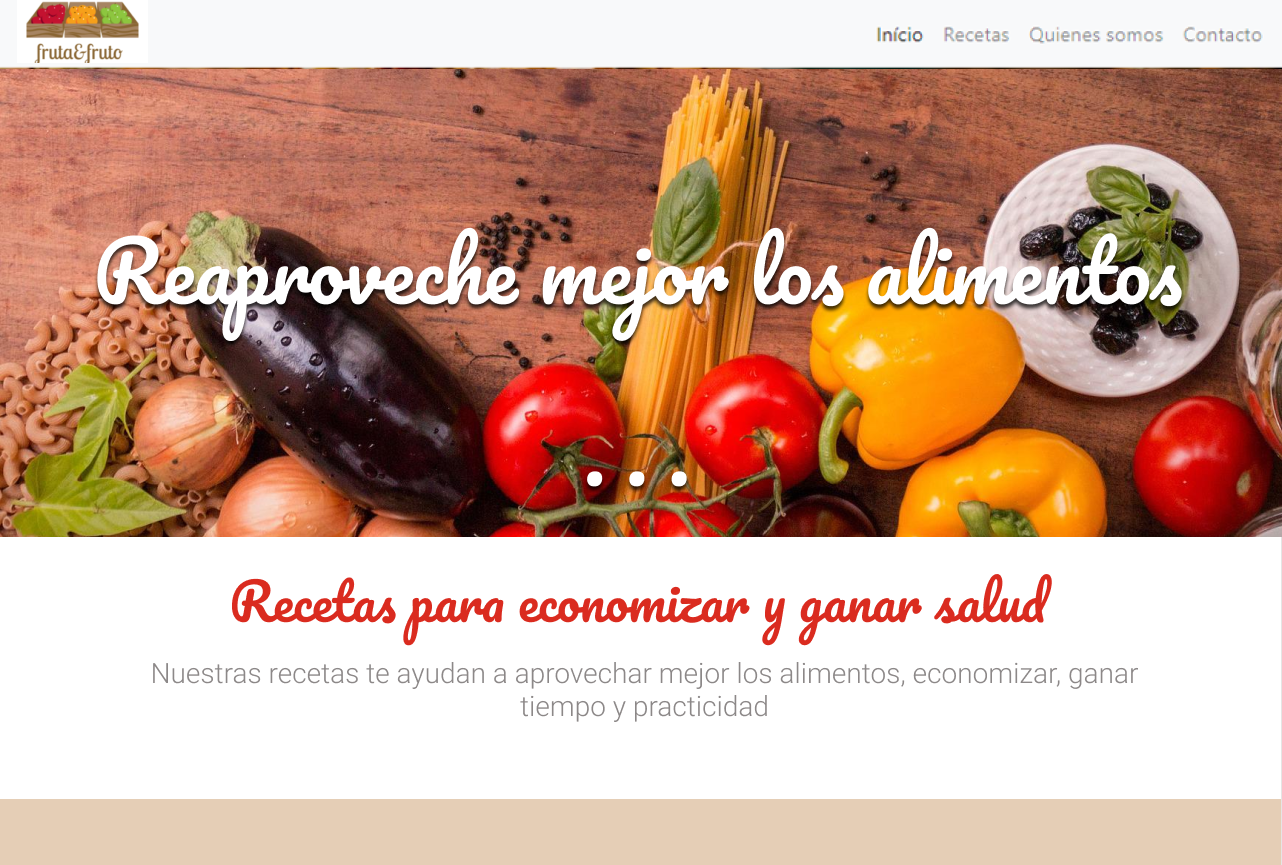 fruta&fruto
Início
Recetas
Quienes somos
Contacto
Reaproveche mejor los alimentos
Recetas para economizar y ganar salud
Nuestras recetas te ayudan a aprovechar mejor los alimentos, economizar, ganar
tiempo y practicidad